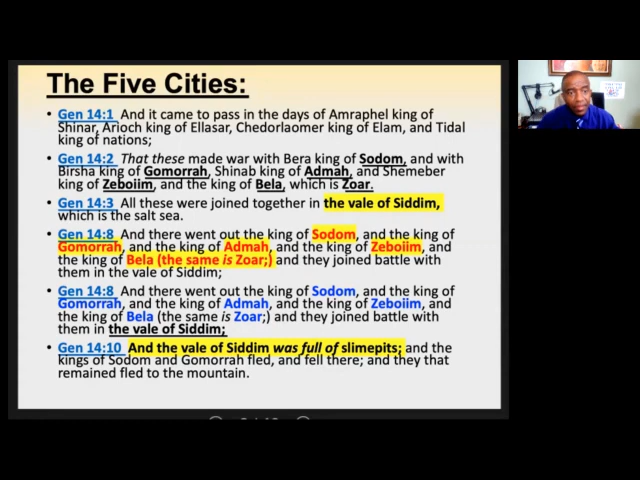 The Five Cities:
• Gen 14:1 And it came to pass in the days of Amraphel king of
Shinar, Arioch king of Ellasar, Chedorlaomer king of Elam, and Tidal
king of nations;
• Gen 14:2 That these made war with Bera king of Sodom, and with
Birsha king of Gomorrah, Shinab king of Admah, and Shemeber
king of Zeboiim, and the king of Bela, which is Zoar.
• Gen 14:3 All these were joined together in the vale of Siddim,
which is the salt sea.
• Gen 14:8 And there went out the king of Sodom, and the king of
Gomorrah, and the king of Admah, and the king of Zeboiim, and
the king of Bela (the same is Zoar;) and they joined battle with
them in the vale of Siddim;
• Gen 14:8 And there went out the king of Sodom, and the king of
Gomorrah, and the king of Admah, and the king of Zeboiim, and
the king of Bela (the same is Zoar;) and they joined battle with
them in the vale of Siddim;
• Gen 14:10 And the vale of Siddim was full of slimepits; and the
kings of Sodom and Gomorrah fled, and fell there; and they that
remained fled to the mountain.